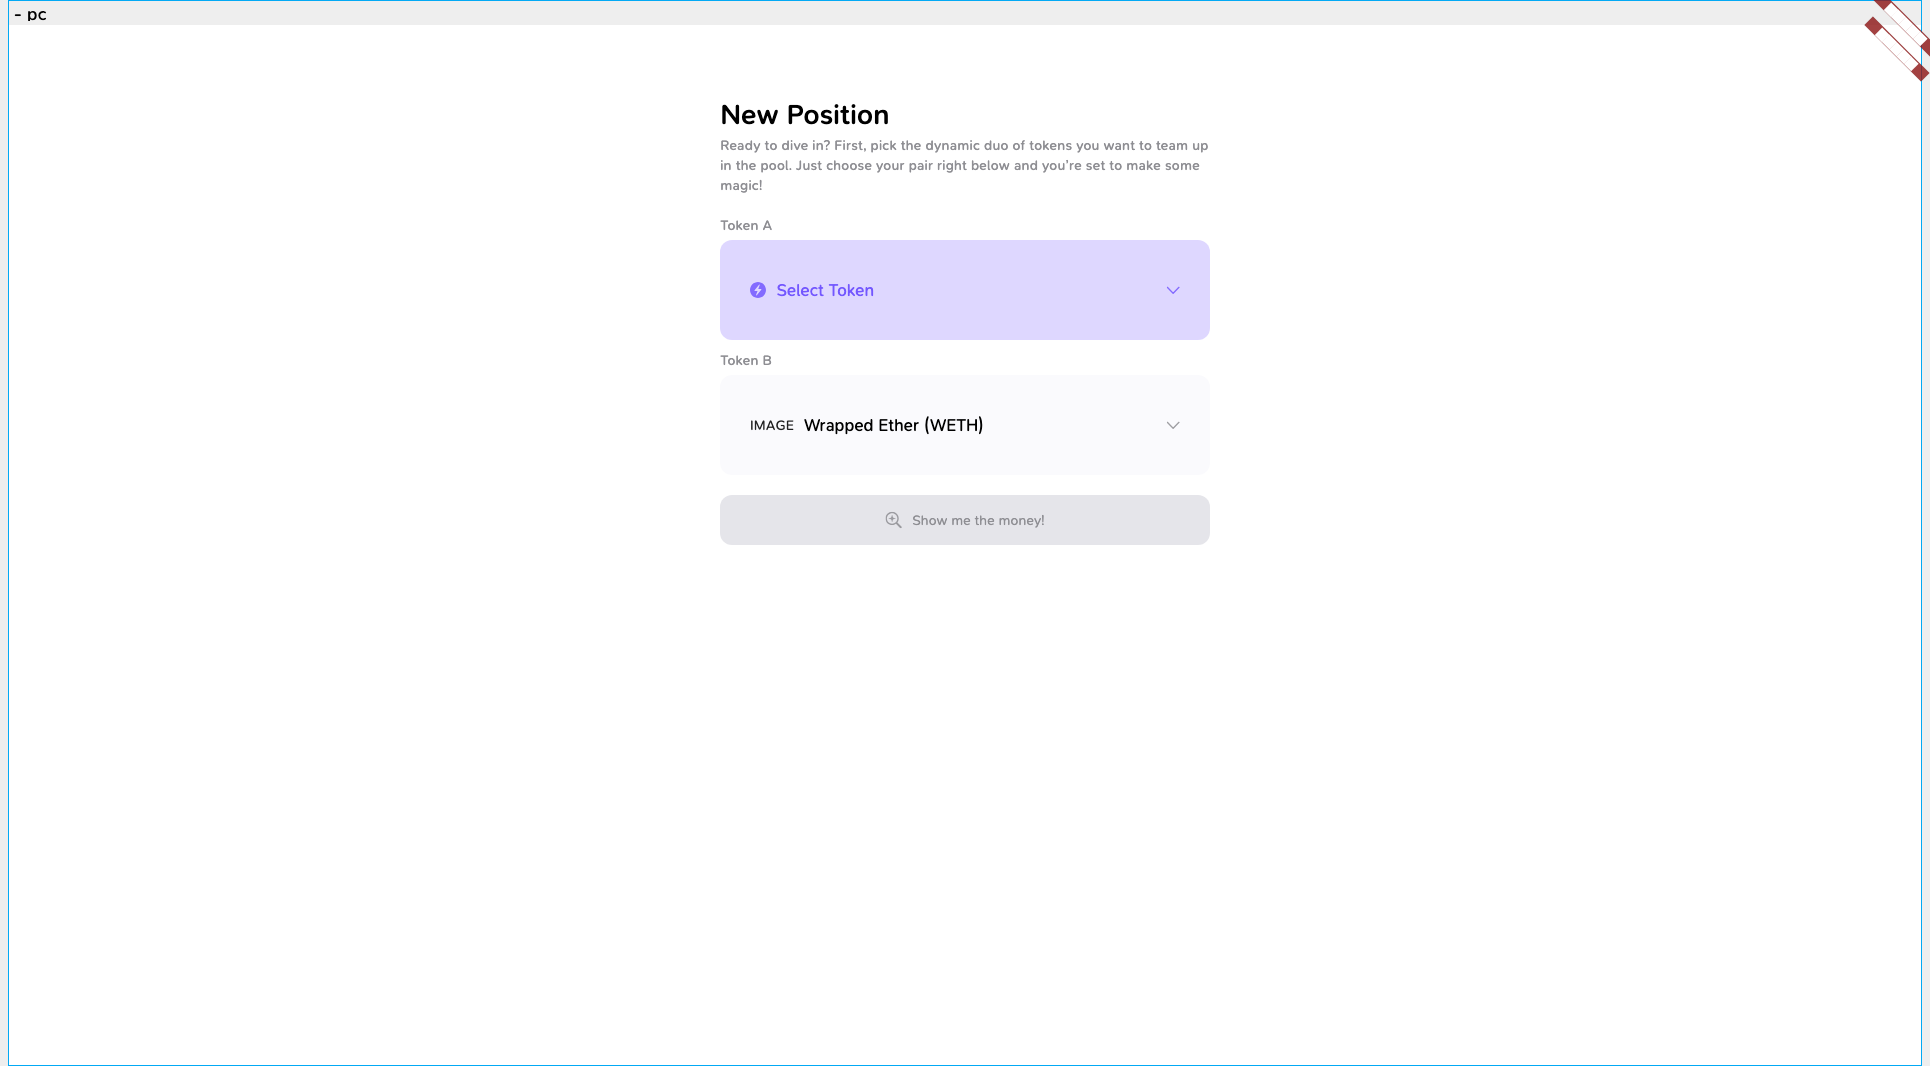 - pc
New Position
Ready to dive in? First, pick the dynamic duo of tokens you want to team up
in the pool. Just choose your pair right below and you're set to make some
magic!
Token A
Select Token
Token B
IMAGE Wrapped Ether (WETH)
Show me the money!